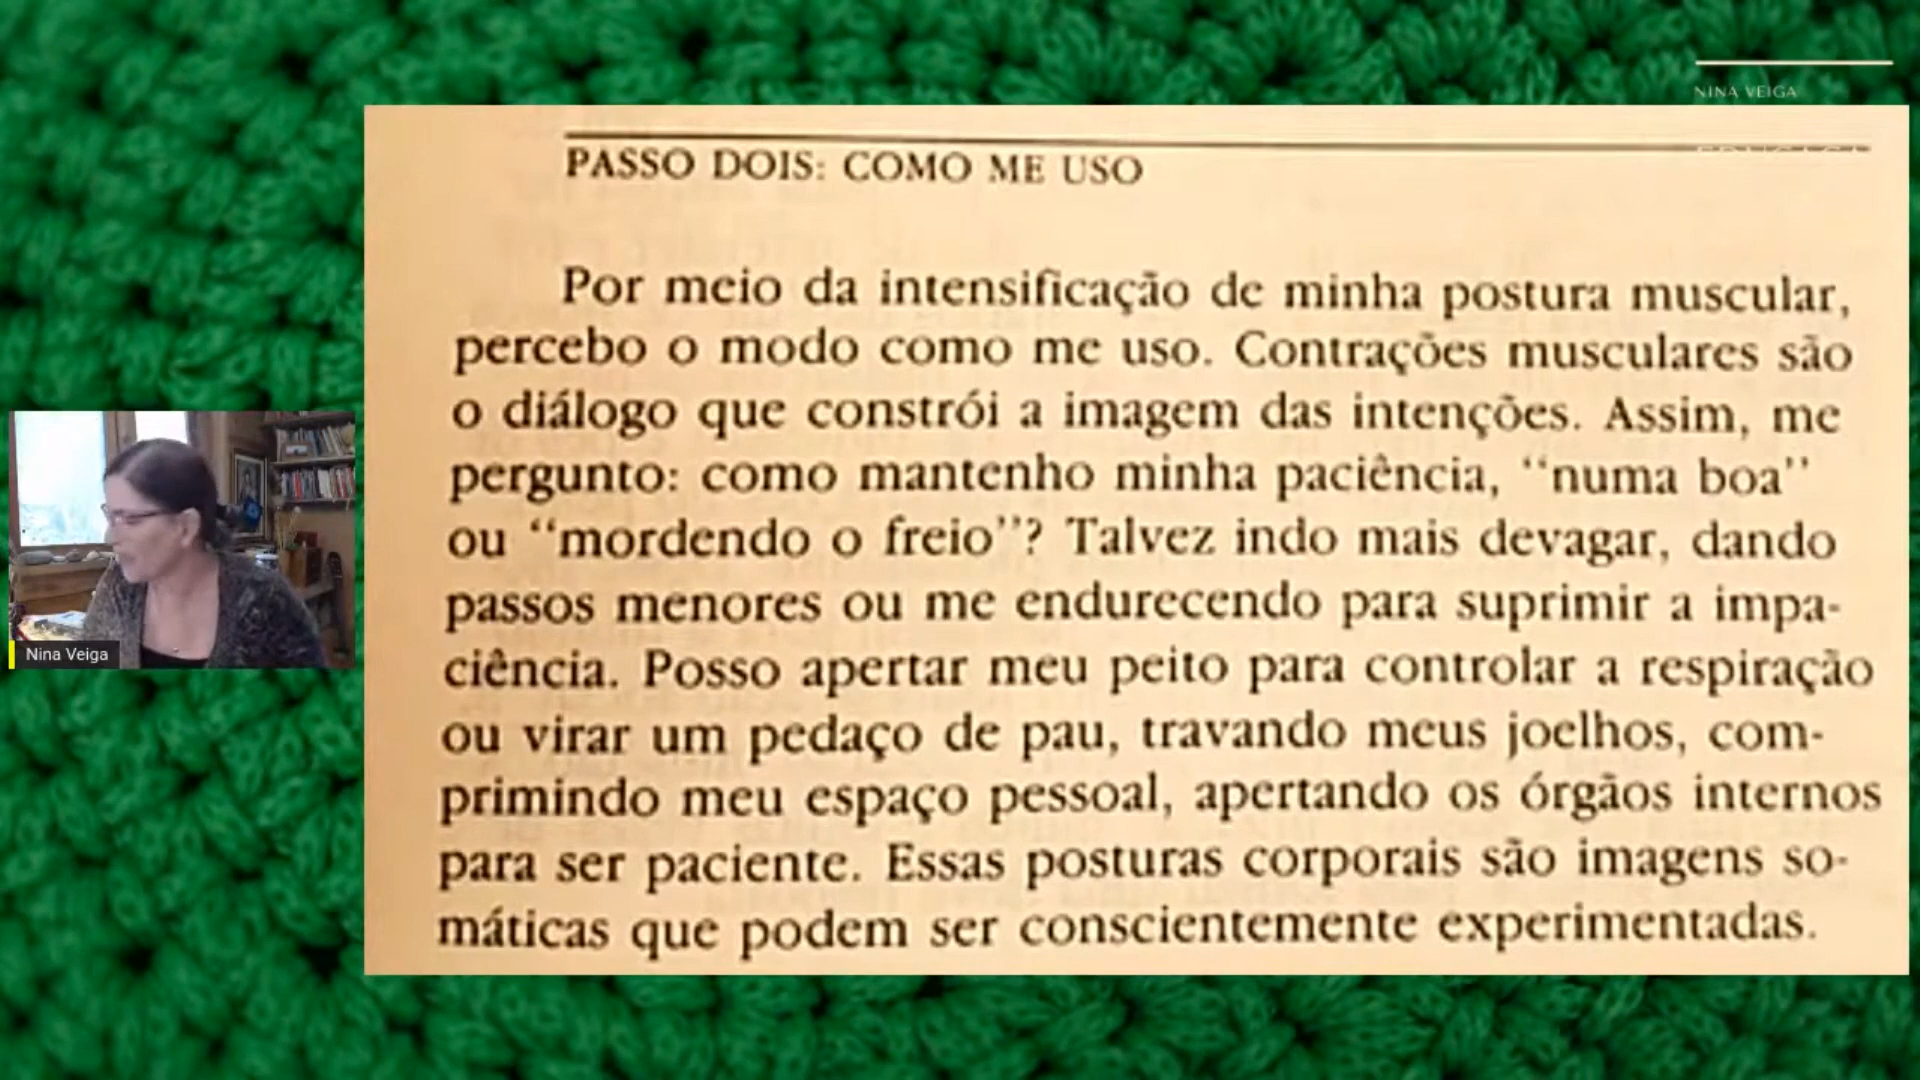 NINA VEIGA
PASSO DOIS: COMO ME USO
Por meio da intensificação de minha postura muscular,
percebo o modo como me uso. Contrações musculares são
o diálogo que constrói a imagem das intenções. Assim, me
pergunto: como mantenho minha paciência, “numa boa”
ou “mordendo o freio”? Talvez indo mais devagar, dando
passos menores ou me endurecendo para suprimir a impa-
ciência. Posso apertar meu peito para controlar a respiração
ou virar um pedaço de pau, travando meus joelhos, com-
primindo meu espaço pessoal, apertando os órgãos internos
para ser paciente. Essas posturas corporais são imagens so-
máticas que podem ser conscientemente experimentadas.
Nina Veiga